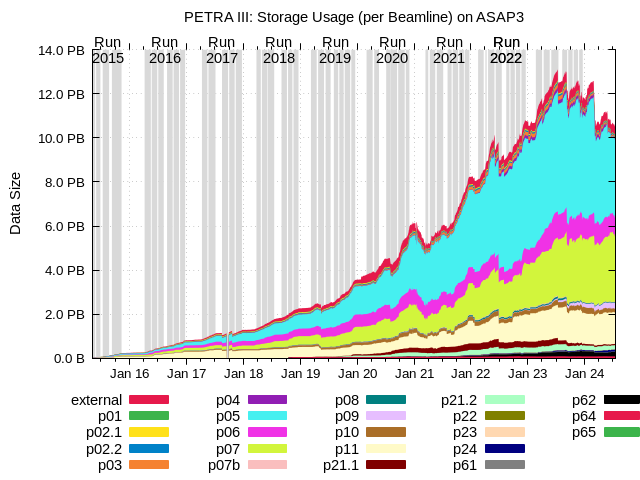 PETRA III: Storage Usage (per Beamline) on ASAP3
Run 2015
Run 2016
Run 2017
Run 2018
Run 2019
Run 2020
Run 2021
Run 2022
14.0 PB
12.0 PB
10.0 PB
8.0 PB
6.0 PB
4.0 PB
2.0 PB
0.0 B
Data Size
Jan 16 Jan 17 Jan 18 Jan 19 Jan 20 Jan 21 Jan 22 Jan 23 Jan 24
external p04 p08 p21.2 p62
p01 p05 p09 p22 p64
p02.1 p06 p10 p23 p65
p02.2 p07 p11 p24
p03 p07b p21.1 p61